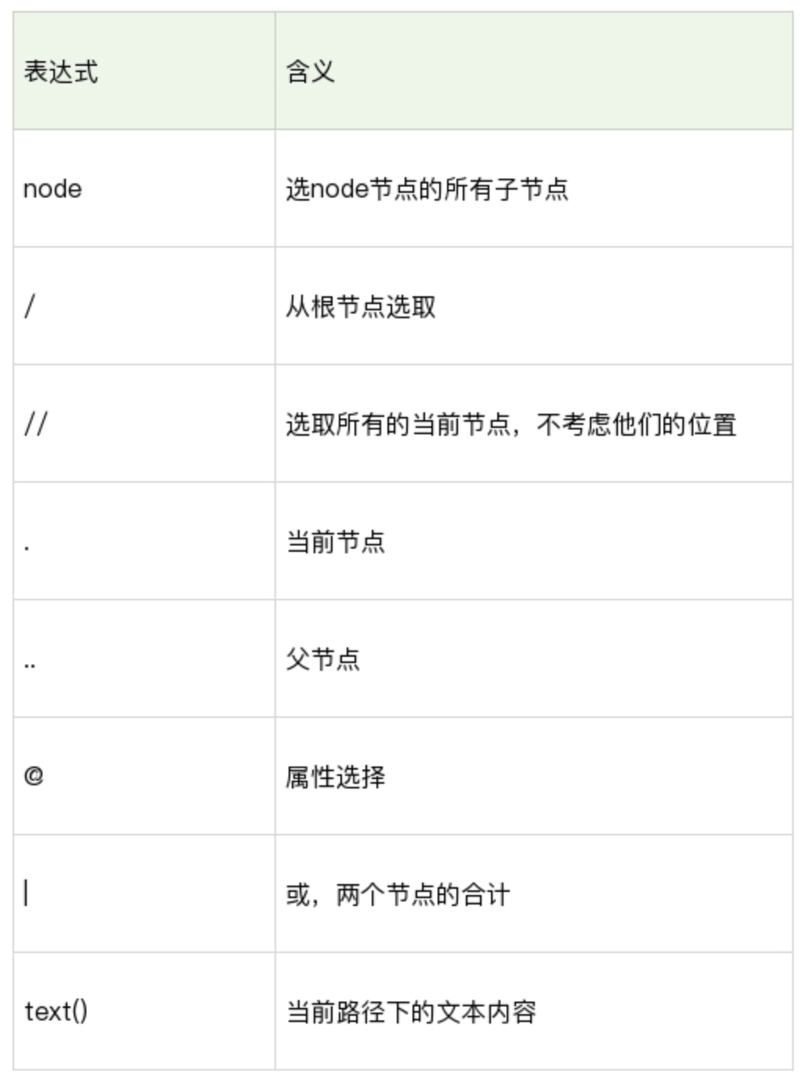 表达式 含义
node 选node节点的所有子节点
/ 从根节点选取
// 选取所有的当前节点，不考虑他们的位置
. 当前节点
.. 父节点
@ 属性选择
| 或，两个节点的合计
text() 当前路径下的文本内容